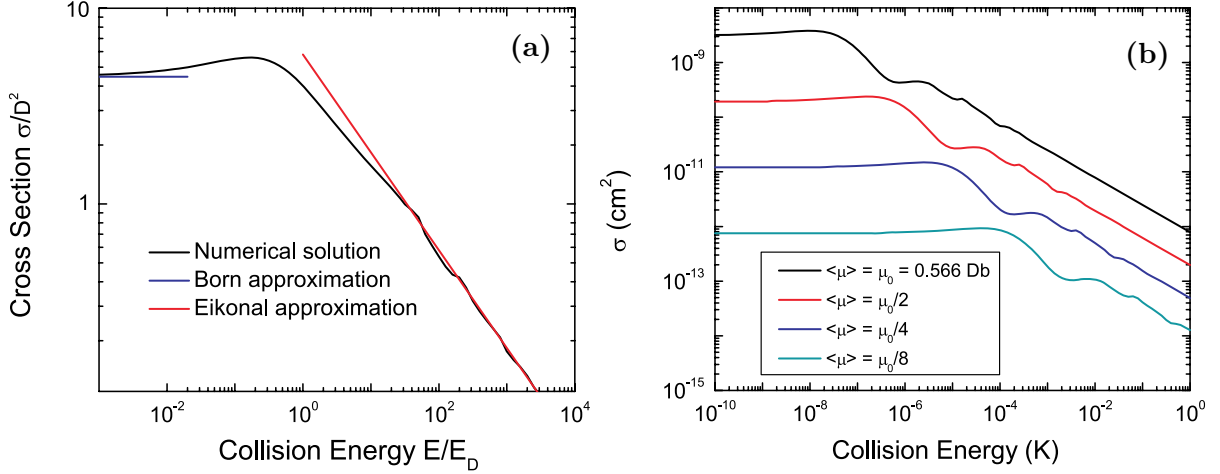 (a)
10
1
Cross Section σ/D²
Numerical solution
Born approximation
Eikonal approximation
10⁻² 10⁰ 10² 10⁴
Collision Energy E/E_D
(b)
10⁻⁹
10⁻¹¹
10⁻¹³
10⁻¹⁵
σ (cm²)
<μ> = μ₀ = 0.566 Db
<μ> = μ₀/2
<μ> = μ₀/4
<μ> = μ₀/8
10⁻¹⁰ 10⁻⁸ 10⁻⁶ 10⁻⁴ 10⁻² 10⁰
Collision Energy (K)